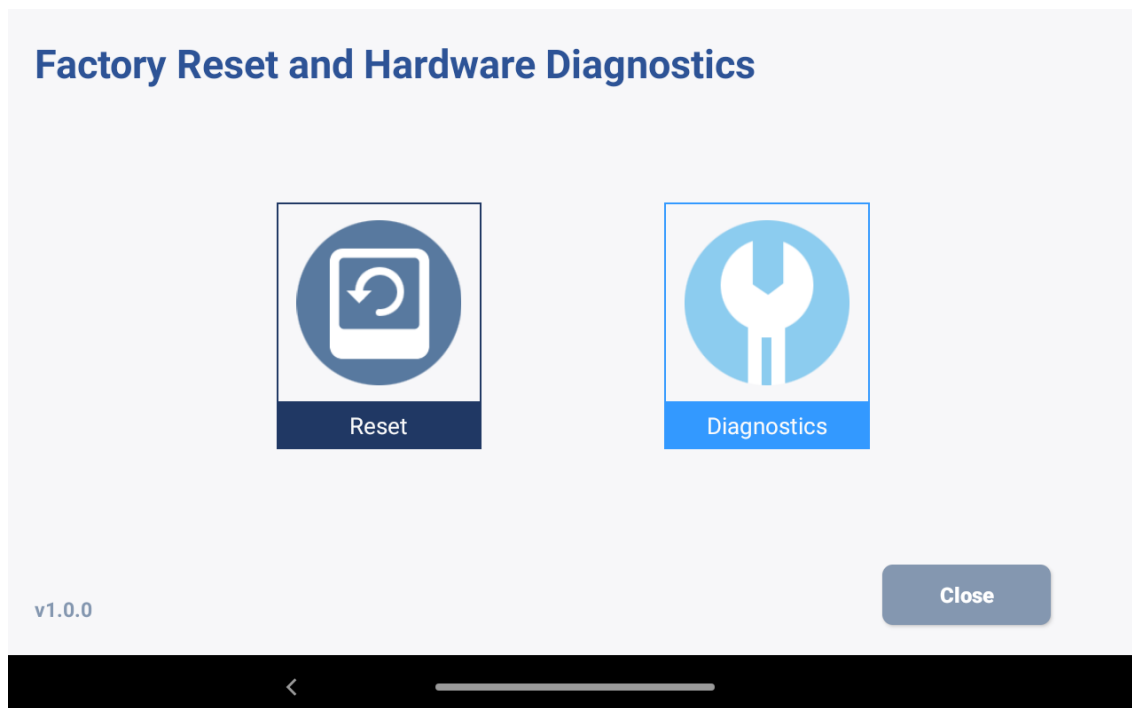 Factory Reset and Hardware Diagnostics
Reset
Diagnostics
v1.0.0
Close